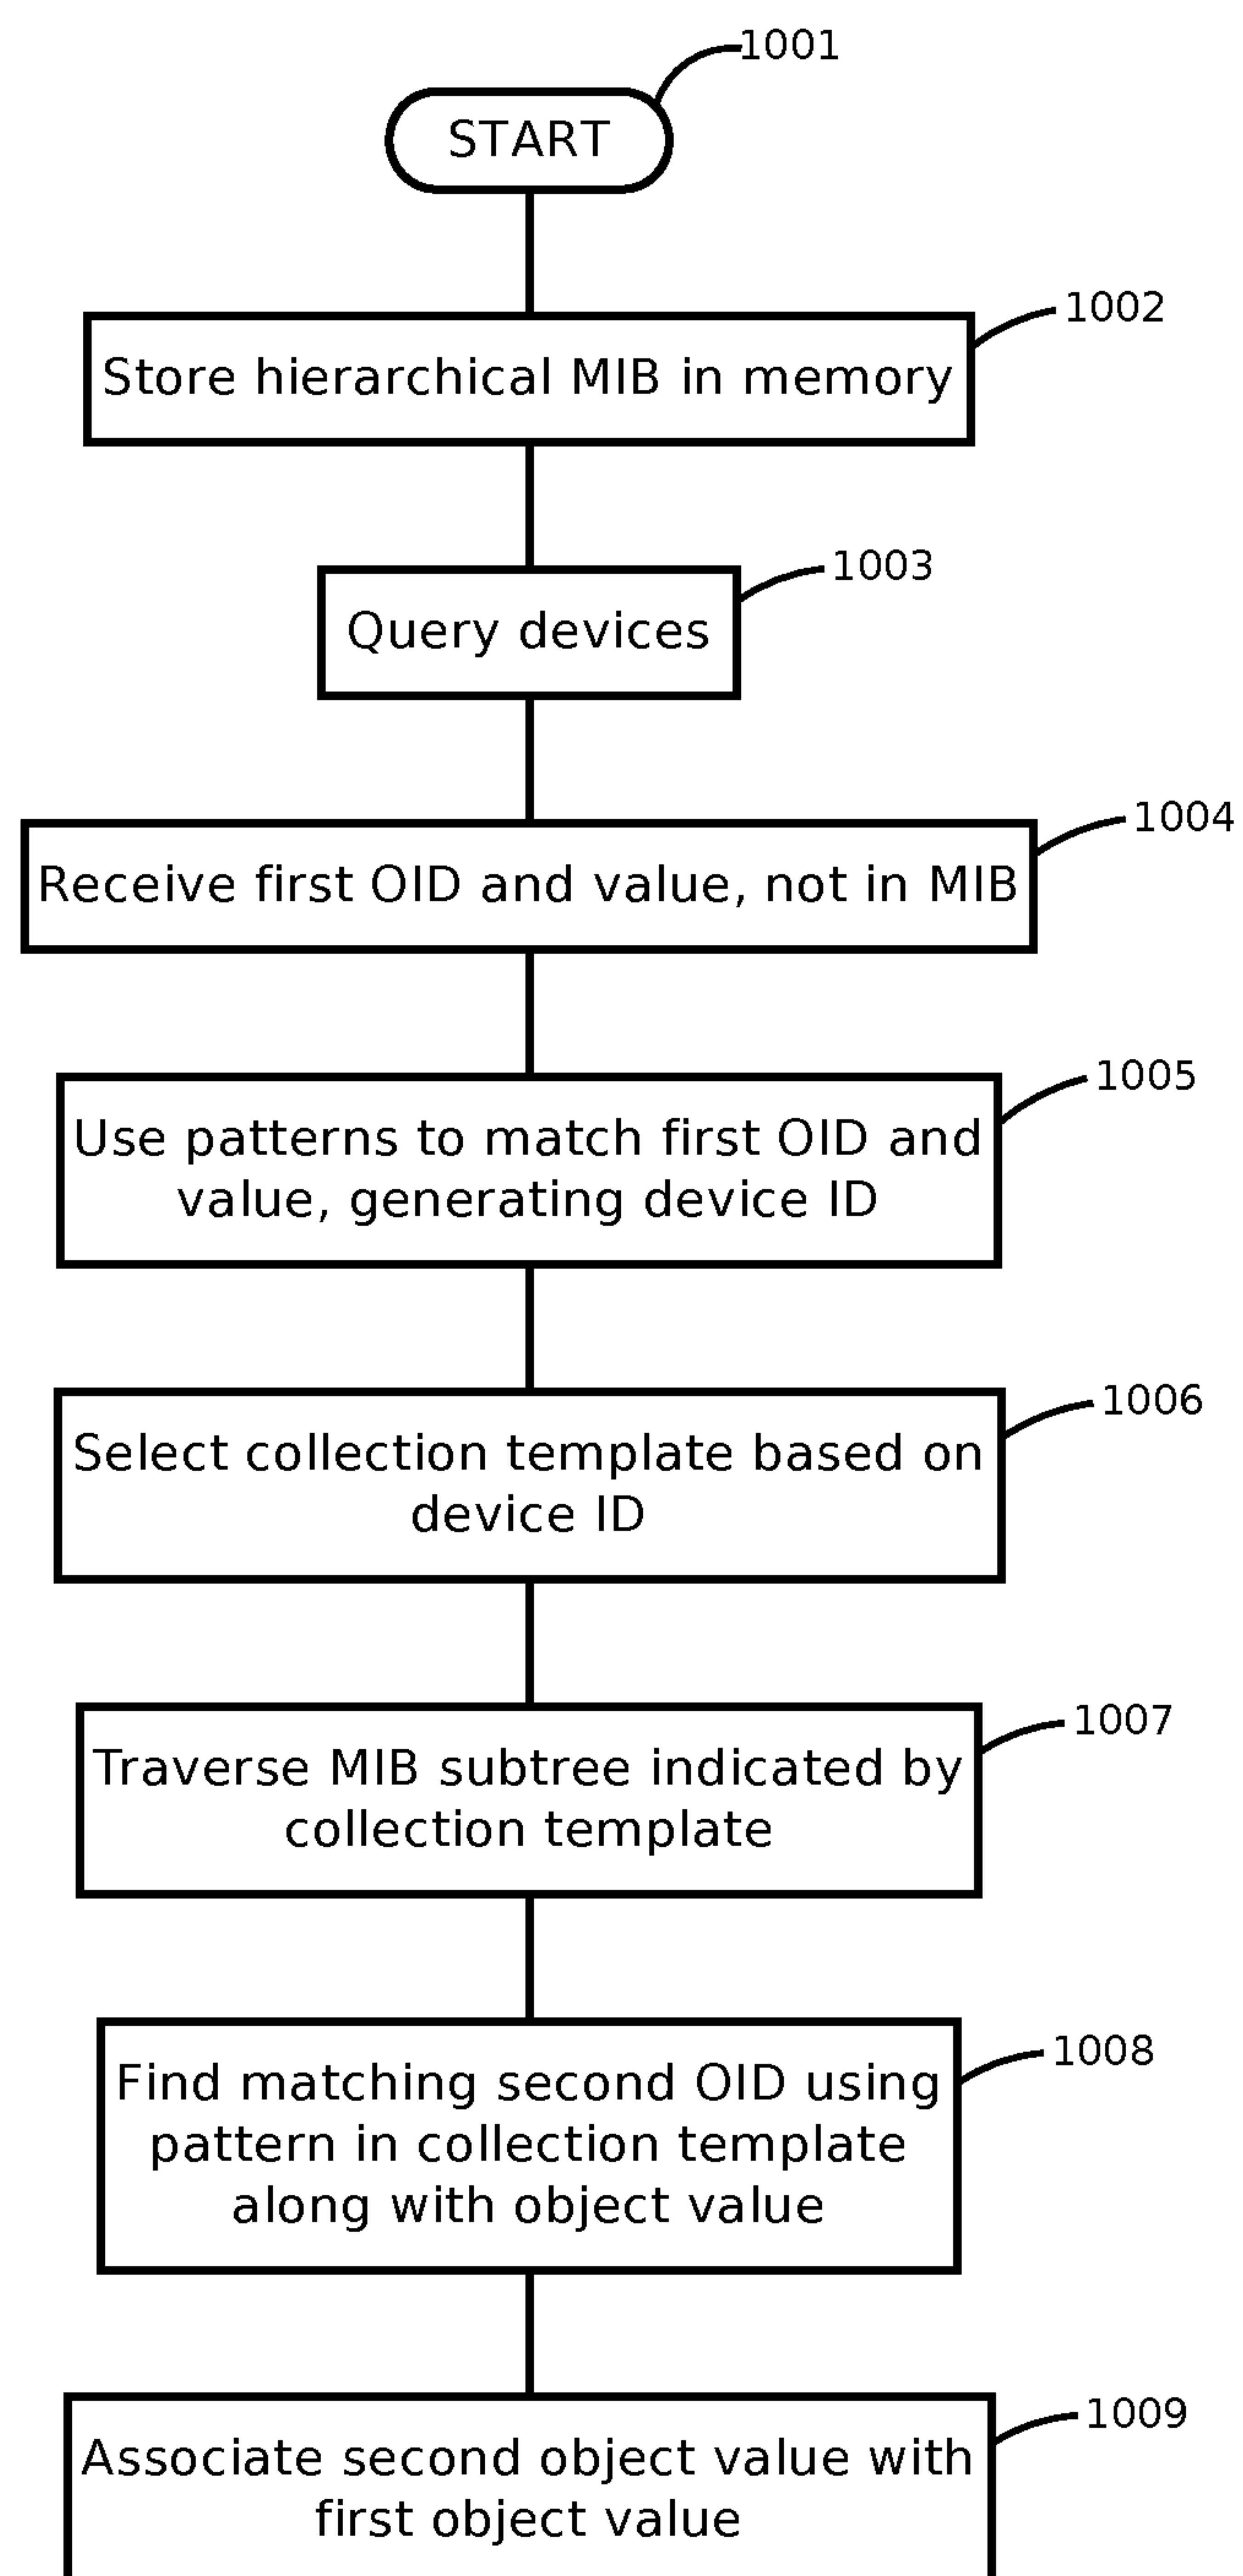 1001
START
1002
Store hierarchical MIB in memory
1003
Query devices
1004
Receive first OID and value, not in MIB
1005
Use patterns to match first OID and
value, generating device ID
1006
Select collection template based on
device ID
1007
Traverse MIB subtree indicated by
collection template
1008
Find matching second OID using
pattern in collection template
along with object value
1009
Associate second object value with
first object value